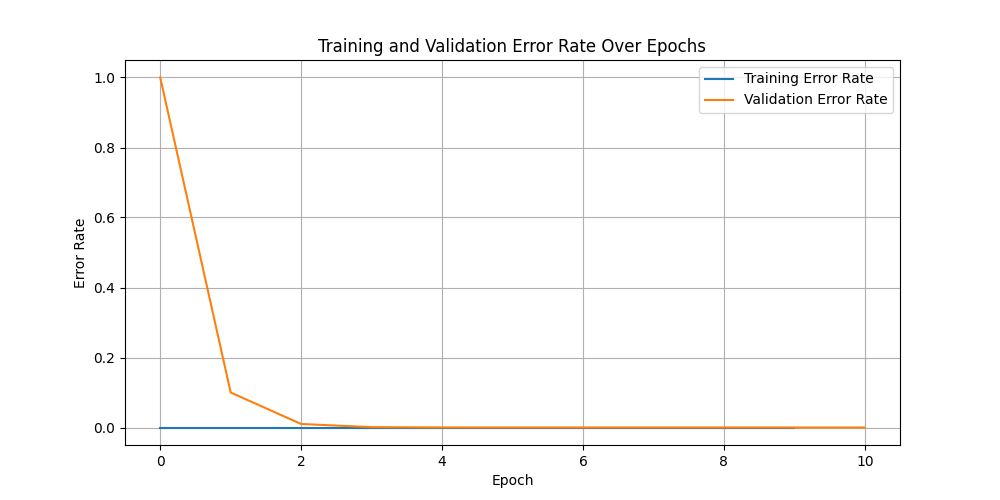 Training and Validation Error Rate Over Epochs
Training Error Rate
Validation Error Rate
1.0
0.8
0.6
0.4
0.2
0.0
Error Rate
0 2 4 6 8 10
Epoch